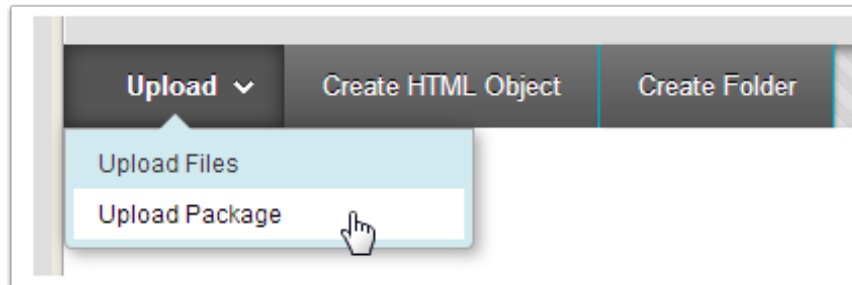 Upload Create HTML Object Create Folder
Upload Files
Upload Package